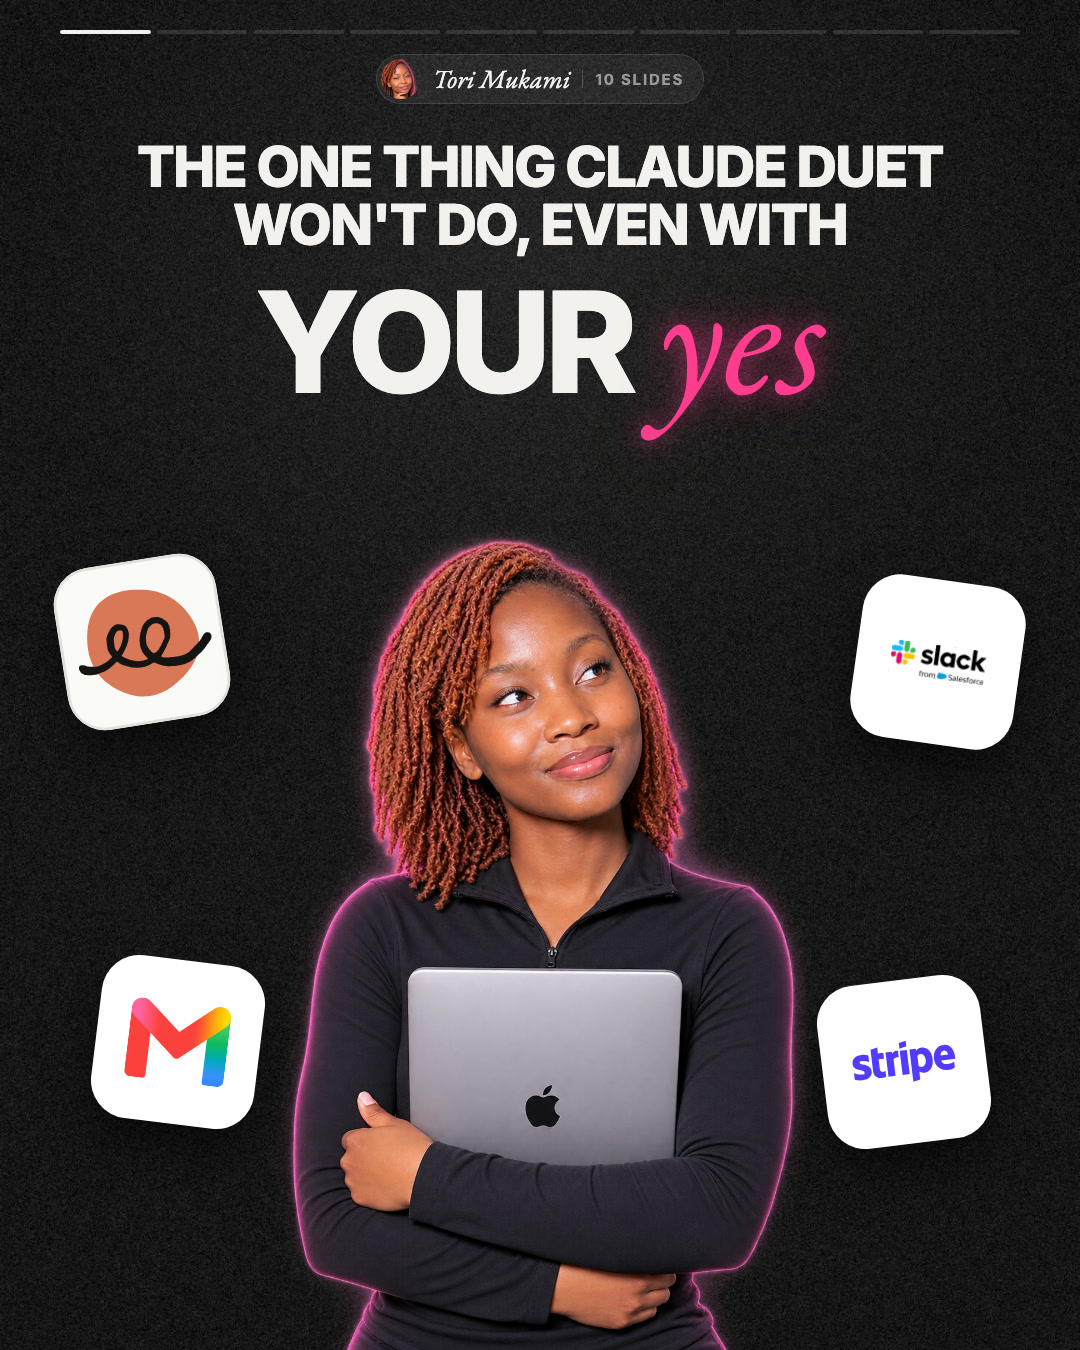 Tori Mukami
10 SLIDES
THE ONE THING CLAUDE DUET
WON'T DO, EVEN WITH
YOUR yes
slack
from Salesforce
stripe